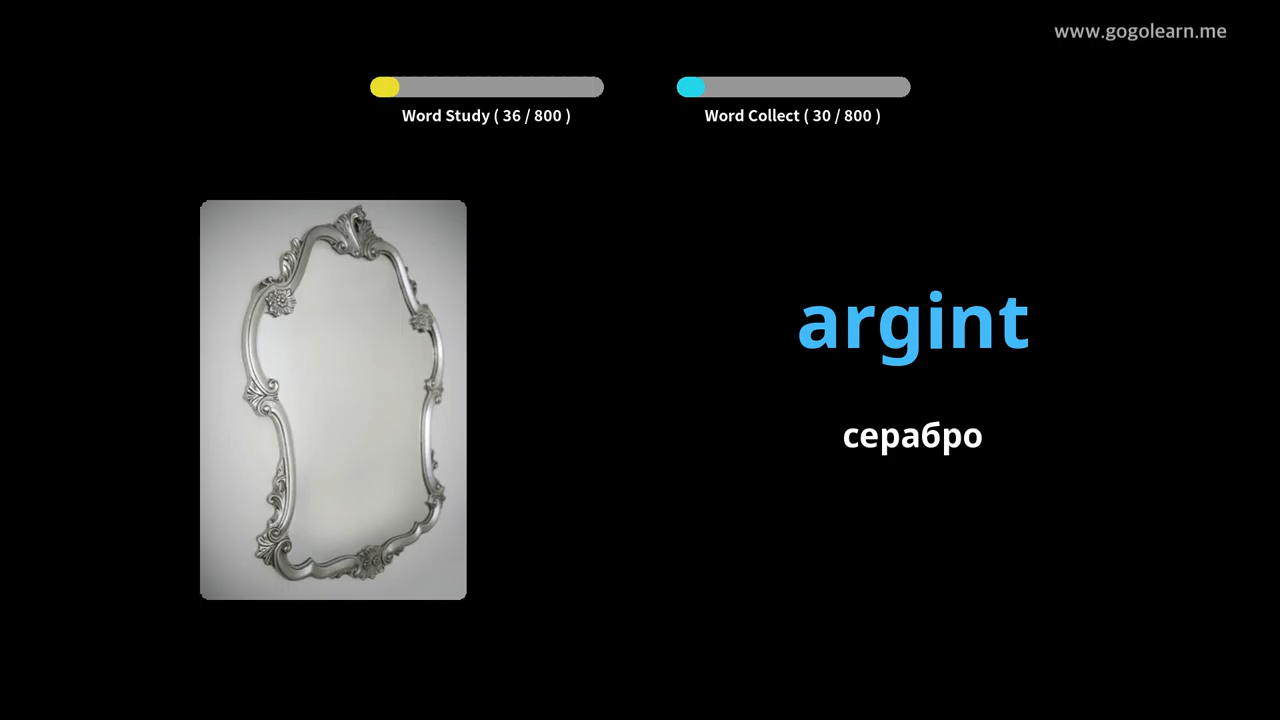 www.gogolearn.me
Word Study ( 36 / 800 )
Word Collect ( 30 / 800 )
argint
серабро